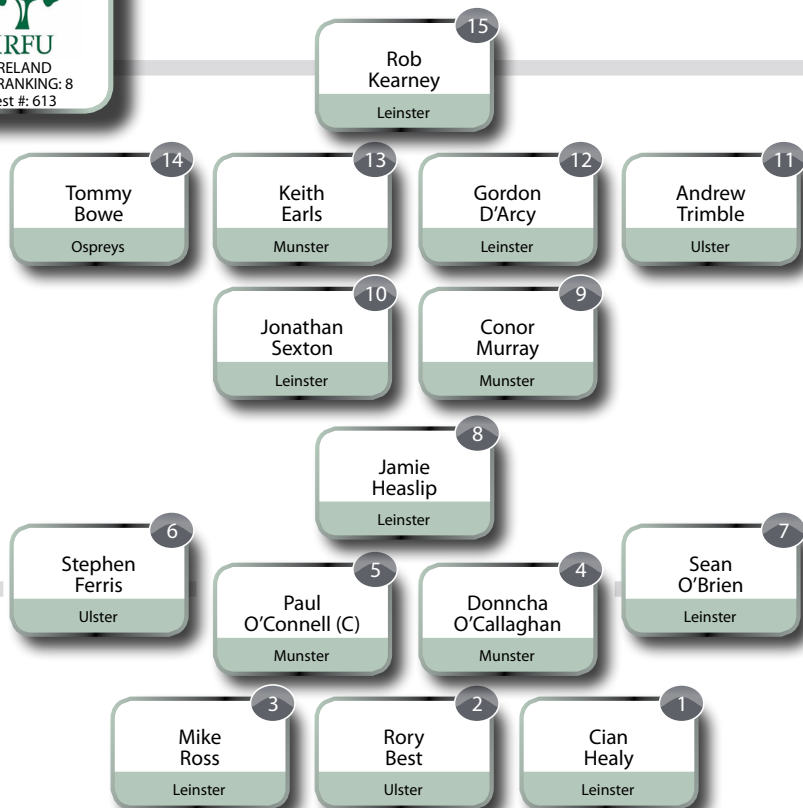 15
Rob
Kearney
Leinster
RANKING: 8
613
14
Tommy
Bowe
Ospreys
13
Keith
Earls
Munster
12
Gordon
D'Arcy
Leinster
11
Andrew
Trimble
Ulster
10
Jonathan
Sexton
Leinster
9
Conor
Murray
Munster
8
Jamie
Heaslip
Leinster
6
Stephen
Ferris
Ulster
5
Paul
O'Connell (C)
Munster
4
Donncha
O'Callaghan
Munster
7
Sean
O'Brien
Leinster
3
Mike
Ross
Leinster
2
Rory
Best
Ulster
1
Cian
Healy
Leinster